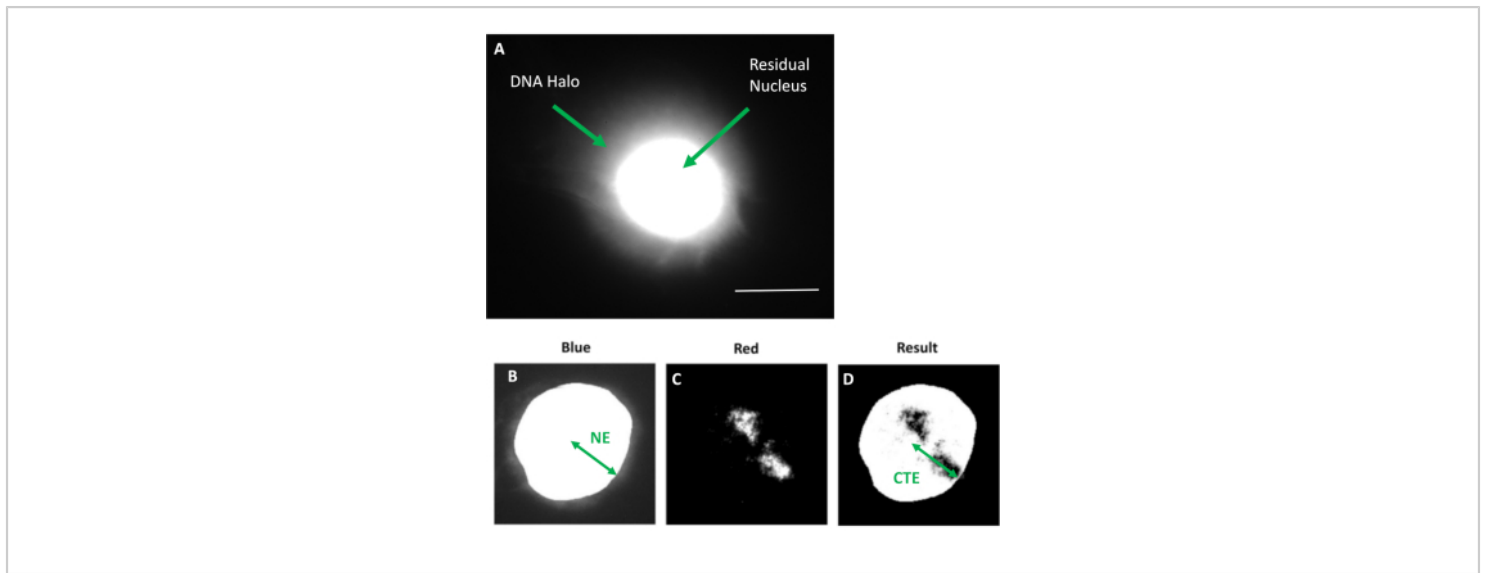 A
DNA Halo
Residual
Nucleus
Blue
Red
Result
B
NE
C
D
CTE